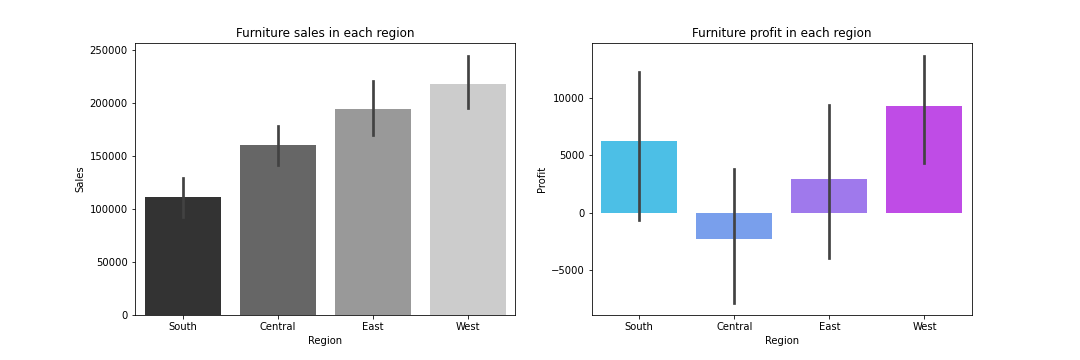 Furniture sales in each region
250000
200000
150000
100000
50000
0
Sales
South Central East West
Region
Furniture profit in each region
10000
5000
0
−5000
Profit
South Central East West
Region